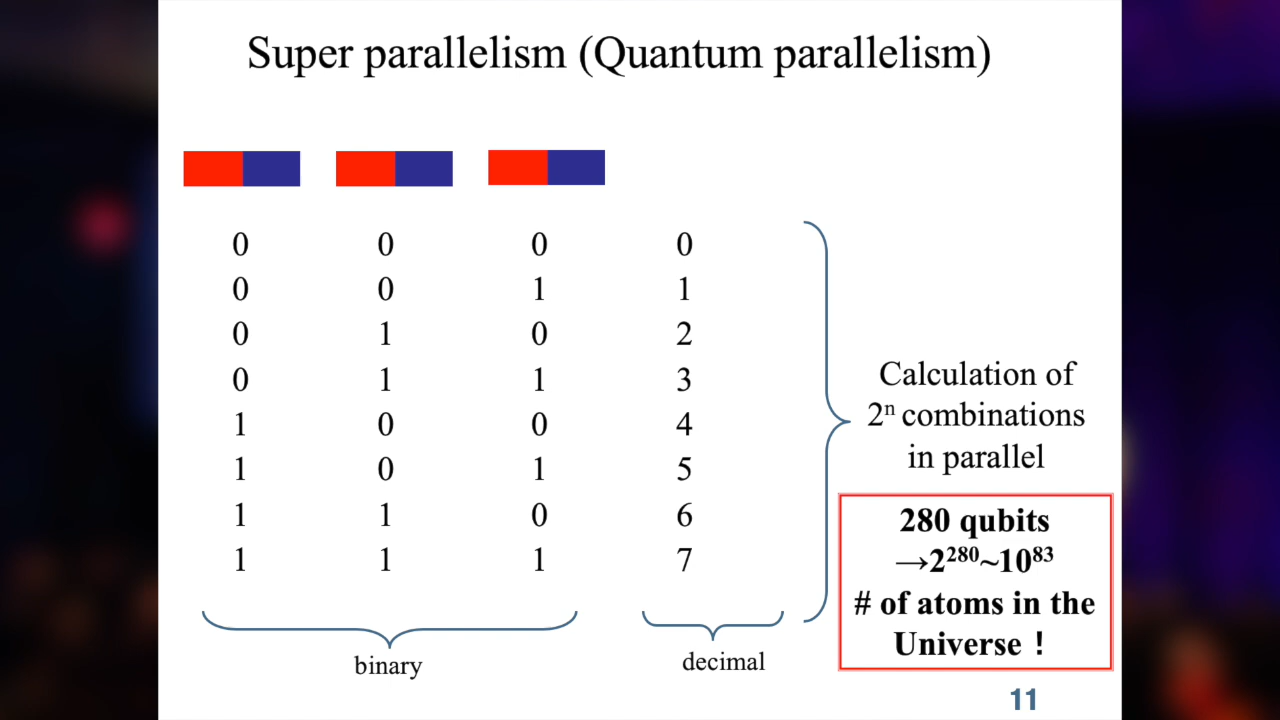 Super parallelism (Quantum parallelism)
0 0 0 0
0 0 1 1
0 1 0 2
0 1 1 3
1 0 0 4
1 0 1 5
1 1 0 6
1 1 1 7
binary
decimal
Calculation of
2ⁿ combinations
in parallel
280 qubits
→2²⁸⁰~10⁸³
# of atoms in the
Universe !
11